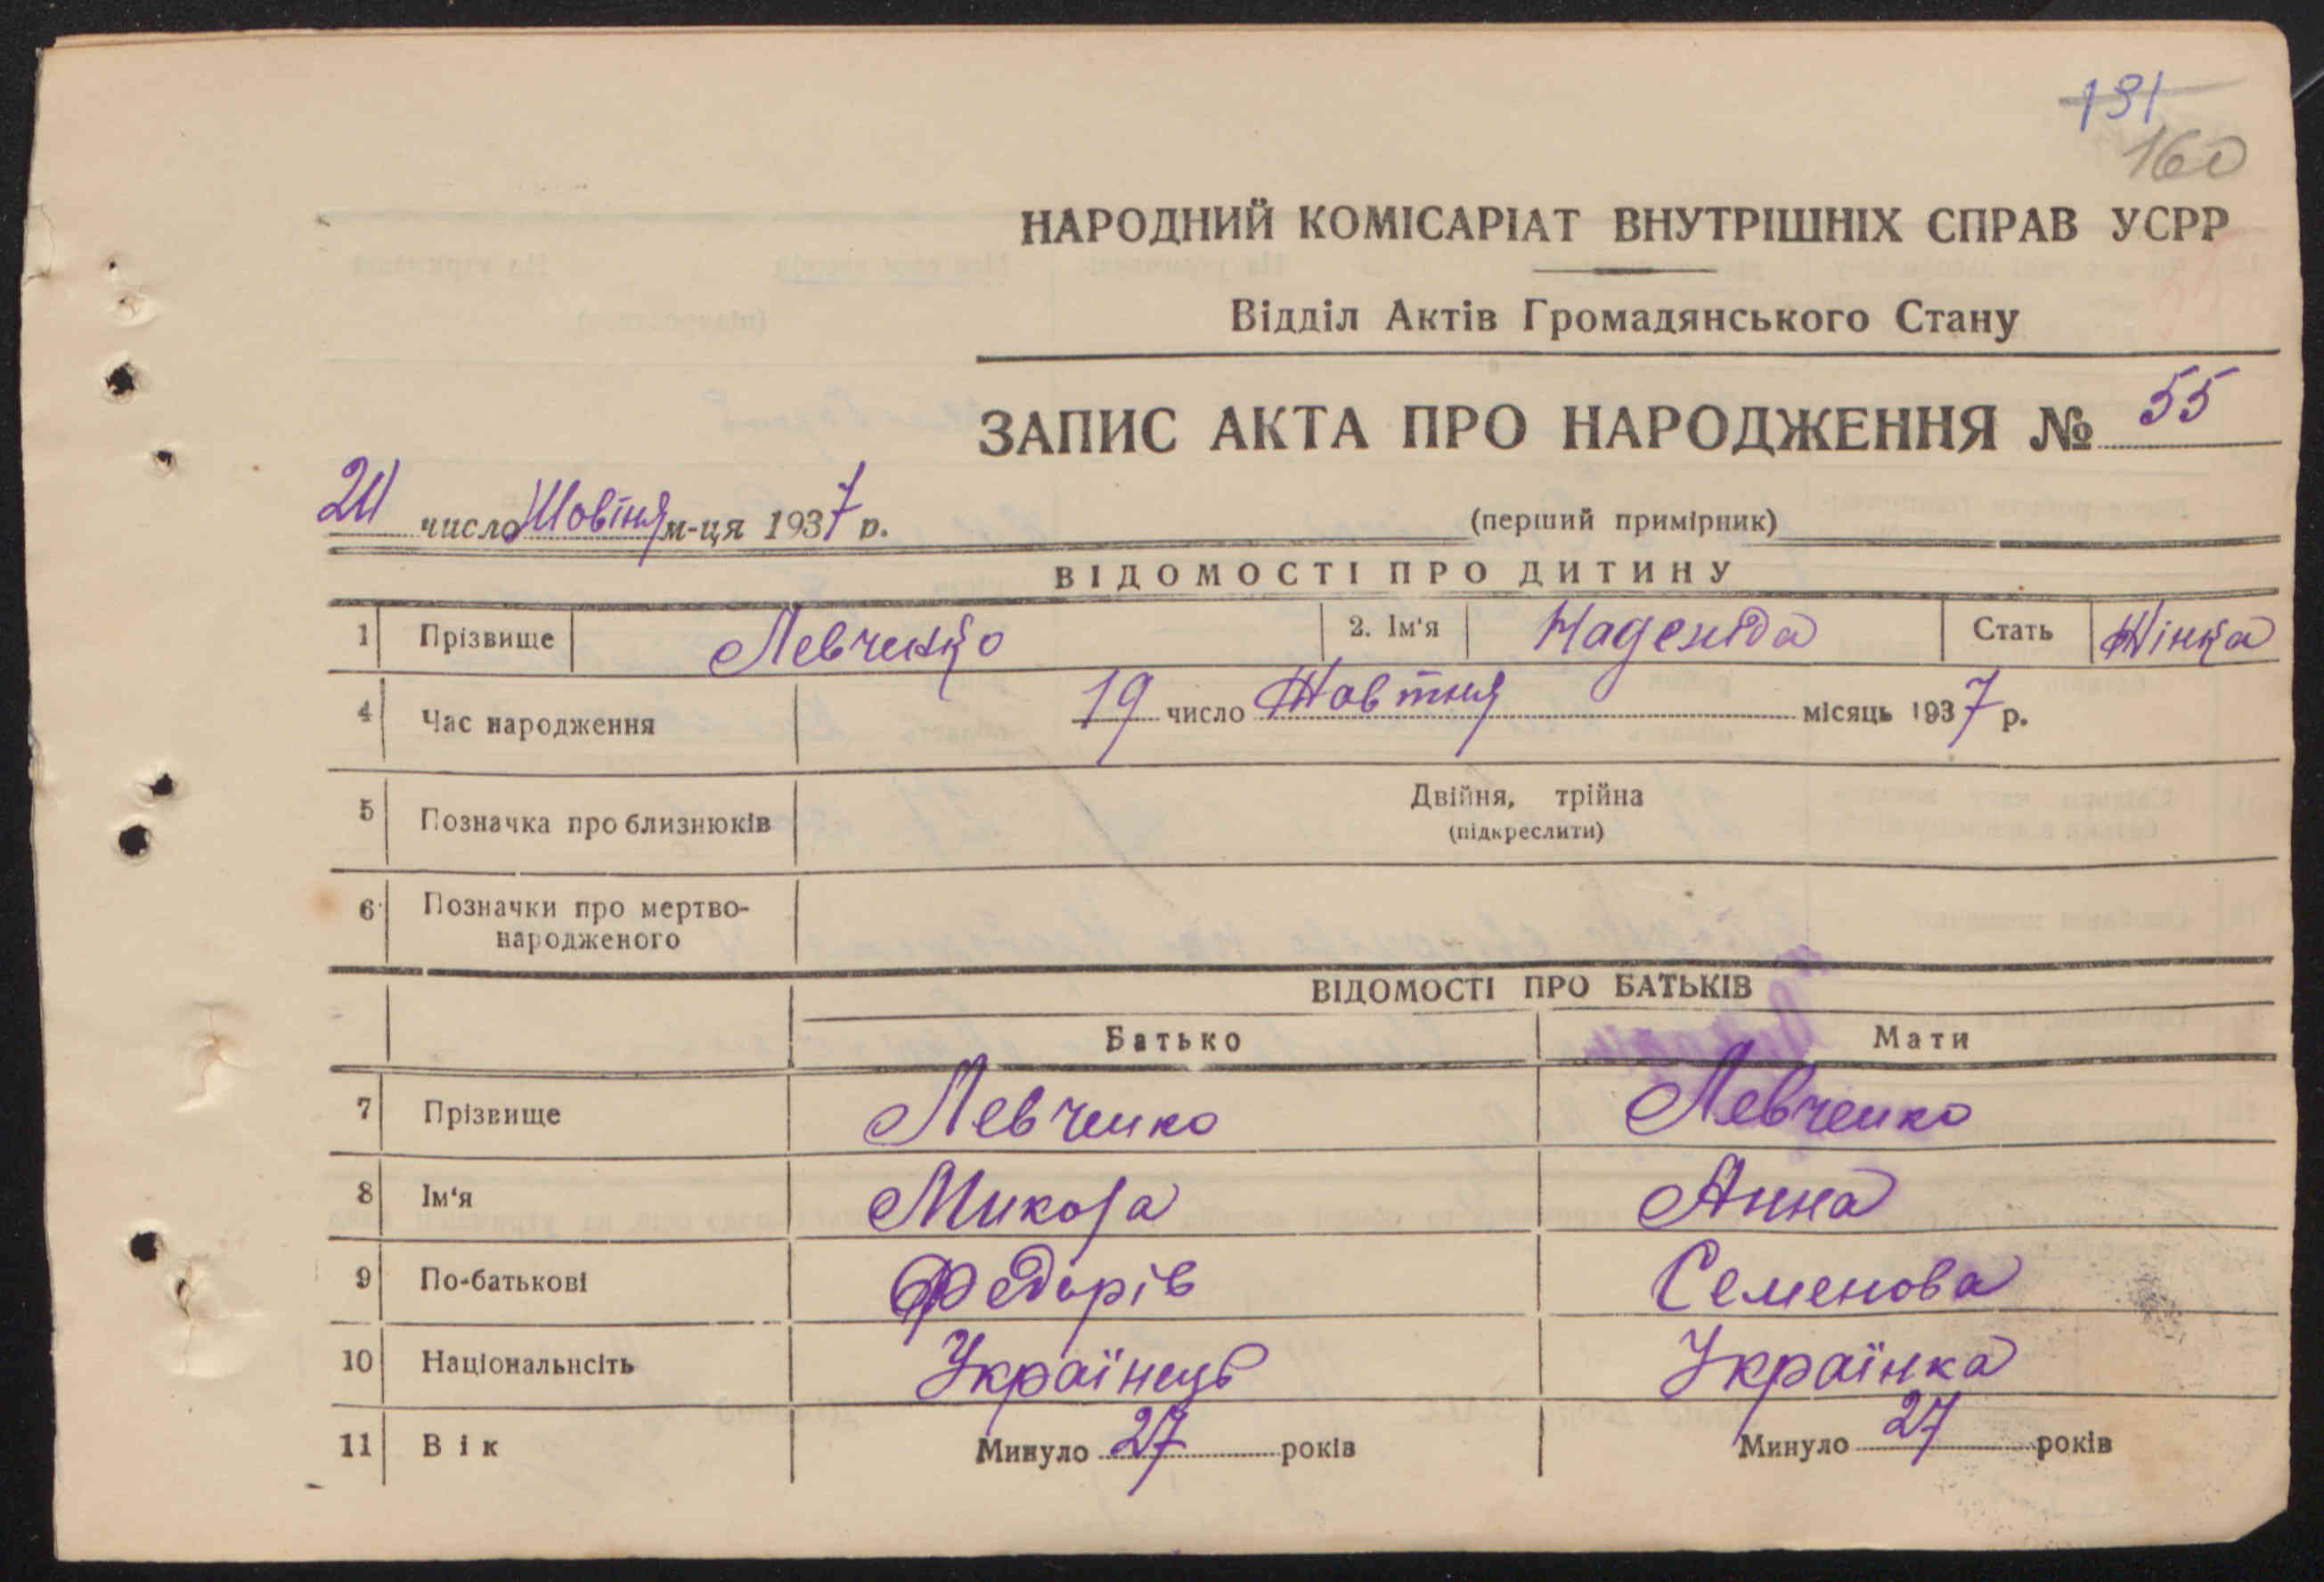 131
160
НАРОДНИЙ КОМІСАРІАТ ВНУТРІШНІХ СПРАВ УСРР
Відділ Актів Громадянського Стану
ЗАПИС АКТА ПРО НАРОДЖЕННЯ № 55
число Жовтня м-ця 1937 р.
(перший примірник)
ВІДОМОСТІ ПРО ДИТИНУ
1 Прізвище Левченко 2. Ім'я Надежда Стать Жінка
4 Час народження 19 число Жовтня місяць 1937 р.
5 Позначка про близнюків Двійня, трійна
(підкреслити)
6 Позначки про мертво-
народженого
ВІДОМОСТІ ПРО БАТЬКІВ
Батько Мати
7 Прізвище Левченко Левченко
8 Ім'я Микола Анна
9 По-батькові Федорів Семенова
10 Національнсіть Українець Українка
11 Вік Минуло 27 років Минуло 27 років